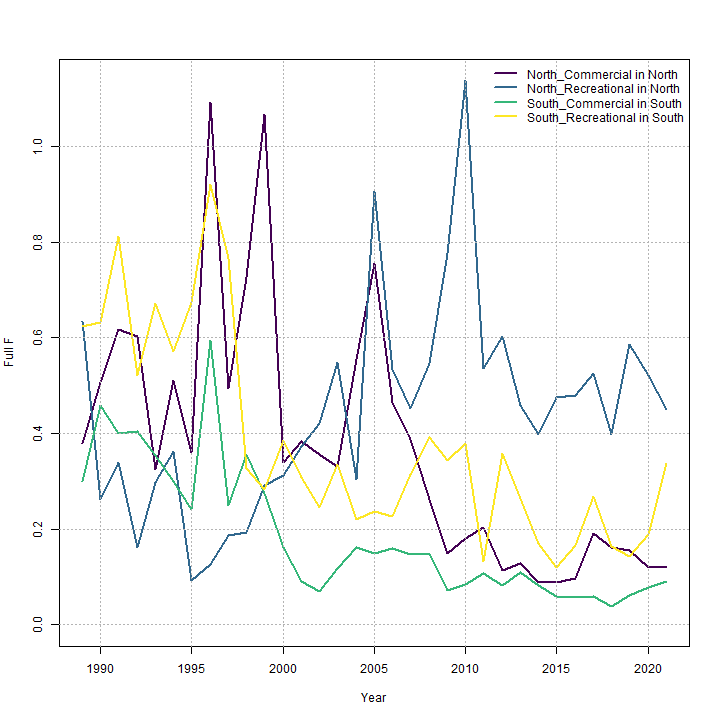 North_Commercial in North
North_Recreational in North
South_Commercial in South
South_Recreational in South
Full F
1.0
0.8
0.6
0.4
0.2
0.0
1990 1995 2000 2005 2010 2015 2020
Year